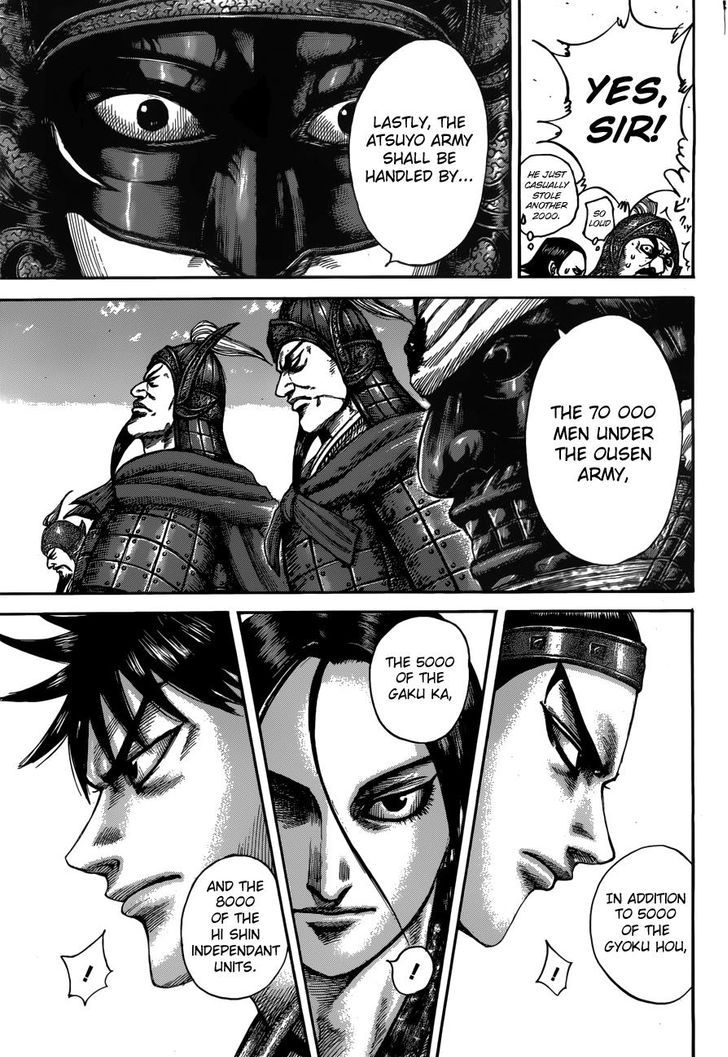 YES,
SIR!
HE JUST
CASUALLY
STOLE
ANOTHER
2000.
SO
LOUD
LASTLY, THE
ATSUYO ARMY
SHALL BE
HANDLED BY...
THE 70 000
MEN UNDER
THE OUSEN
ARMY,
IN ADDITION
TO 5000
OF THE
GYOKU HOU,
!
THE 5000
OF THE
GAKU KA,
!
AND THE
8000
OF THE
HI SHIN
INDEPENDANT
UNITS.
!